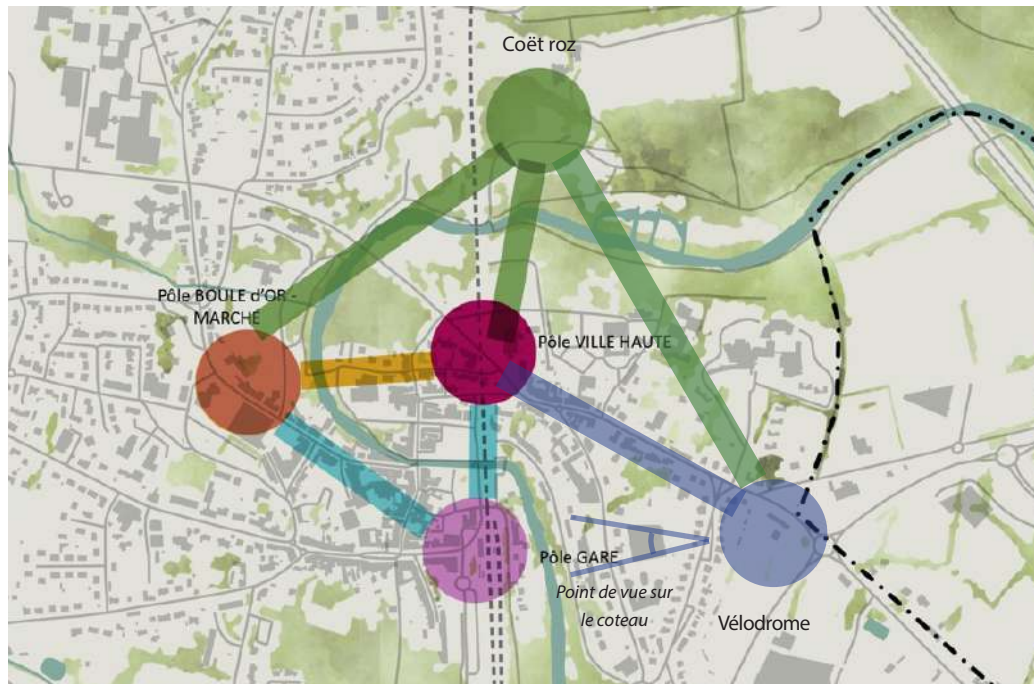 Coët roz
Pôle BOULE d'OR -
MARCHE
Pôle VILLE HAUTE
Pôle GARE
Point de vue sur
le coteau
Vélodrome